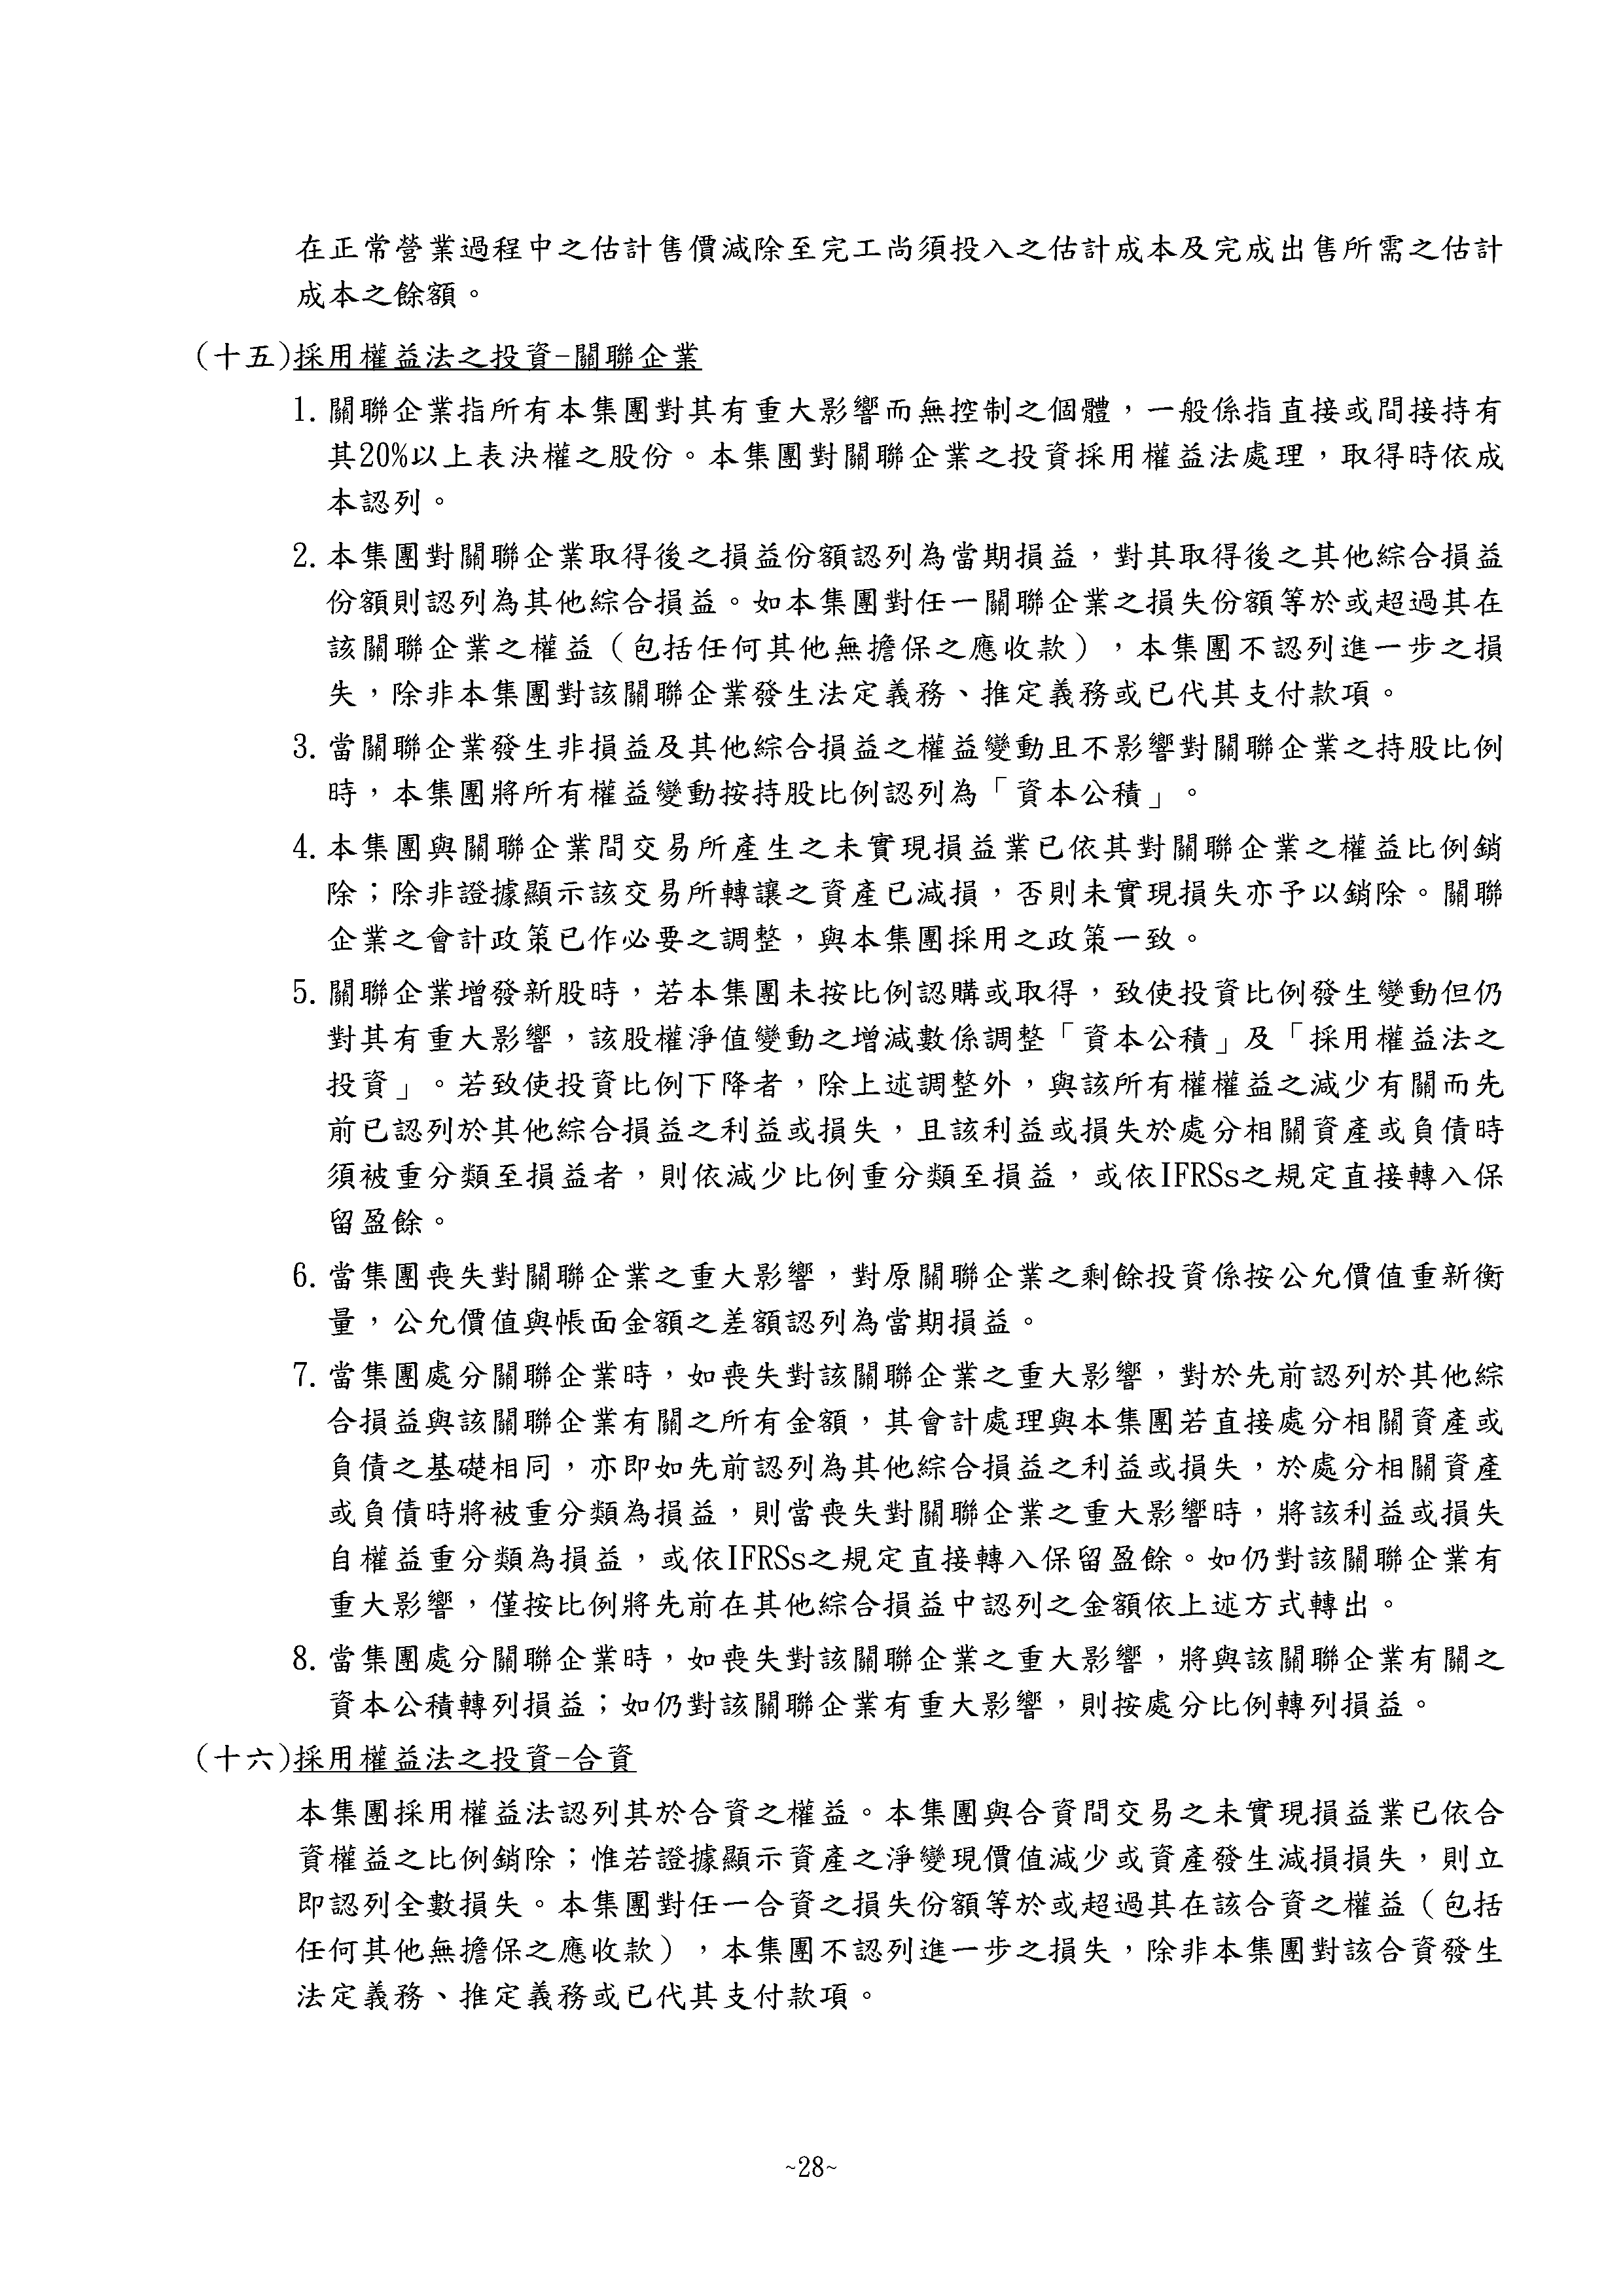 在正常營業過程中之估計售價減除至完工尚須投入之估計成本及完成出售所需之估計
成本之餘額。
(十五)採用權益法之投資-關聯企業
1. 關聯企業指所有本集團對其有重大影響而無控制之個體，一般係指直接或間接持有
其20%以上表決權之股份。本集團對關聯企業之投資採用權益法處理，取得時依成
本認列。
2. 本集團對關聯企業取得後之損益份額認列為當期損益，對其取得後之其他綜合損益
份額則認列為其他綜合損益。如本集團對任一關聯企業之損失份額等於或超過其在
該關聯企業之權益（包括任何其他無擔保之應收款），本集團不認列進一步之損
失，除非本集團對該關聯企業發生法定義務、推定義務或已代其支付款項。
3. 當關聯企業發生非損益及其他綜合損益之權益變動且不影響對關聯企業之持股比例
時，本集團將所有權益變動按持股比例認列為「資本公積」。
4. 本集團與關聯企業間交易所產生之未實現損益業已依其對關聯企業之權益比例銷
除；除非證據顯示該交易所轉讓之資產已減損，否則未實現損失亦予以銷除。關聯
企業之會計政策已作必要之調整，與本集團採用之政策一致。
5. 關聯企業增發新股時，若本集團未按比例認購或取得，致使投資比例發生變動但仍
對其有重大影響，該股權淨值變動之增減數係調整「資本公積」及「採用權益法之
投資」。若致使投資比例下降者，除上述調整外，與該所有權權益之減少有關而先
前已認列於其他綜合損益之利益或損失，且該利益或損失於處分相關資產或負債時
須被重分類至損益者，則依減少比例重分類至損益，或依IFRSs之規定直接轉入保
留盈餘。
6. 當集團喪失對關聯企業之重大影響，對原關聯企業之剩餘投資係按公允價值重新衡
量，公允價值與帳面金額之差額認列為當期損益。
7. 當集團處分關聯企業時，如喪失對該關聯企業之重大影響，對於先前認列於其他綜
合損益與該關聯企業有關之所有金額，其會計處理與本集團若直接處分相關資產或
負債之基礎相同，亦即如先前認列為其他綜合損益之利益或損失，於處分相關資產
或負債時將被重分類為損益，則當喪失對關聯企業之重大影響時，將該利益或損失
自權益重分類為損益，或依IFRSs之規定直接轉入保留盈餘。如仍對該關聯企業有
重大影響，僅按比例將先前在其他綜合損益中認列之金額依上述方式轉出。
8. 當集團處分關聯企業時，如喪失對該關聯企業之重大影響，將與該關聯企業有關之
資本公積轉列損益；如仍對該關聯企業有重大影響，則按處分比例轉列損益。
(十六)採用權益法之投資-合資
本集團採用權益法認列其於合資之權益。本集團與合資間交易之未實現損益業已依合
資權益之比例銷除；惟若證據顯示資產之淨變現價值減少或資產發生減損損失，則立
即認列全數損失。本集團對任一合資之損失份額等於或超過其在該合資之權益（包括
任何其他無擔保之應收款），本集團不認列進一步之損失，除非本集團對該合資發生
法定義務、推定義務或已代其支付款項。
~28~